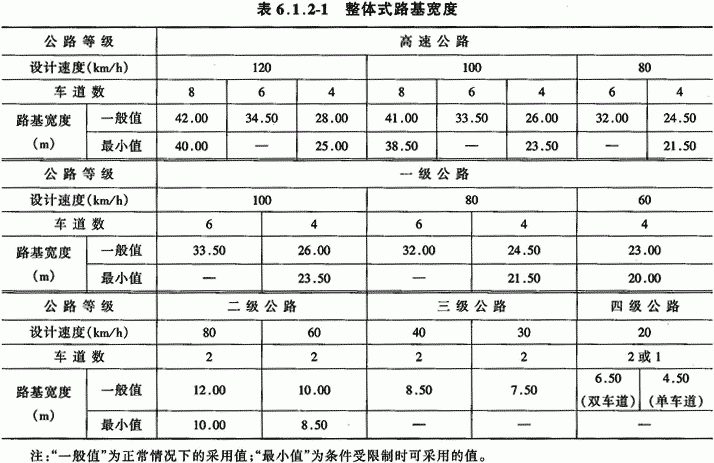 表 6.1.2-1 整体式路基宽度
公路等级 高速公路
设计速度(km/h) 120 100 80
车道数 8 6 4 8 6 4 6 4
路基宽度(m) 一般值 42.00 34.50 28.00 41.00 33.50 26.00 32.00 24.50
最小值 40.00 — 25.00 38.50 — 23.50 — 21.50
公路等级 一级公路
设计速度(km/h) 100 80 60
车道数 6 4 6 4 4
路基宽度(m) 一般值 33.50 26.00 32.00 24.50 23.00
最小值 — 23.50 — 21.50 20.00
公路等级 二级公路 三级公路 四级公路
设计速度(km/h) 80 60 40 30 20
车道数 2 2 2 2 2或1
路基宽度(m) 一般值 12.00 10.00 8.50 7.50 6.50(双车道) 4.50(单车道)
最小值 10.00 8.50 — — —
注:“一般值”为正常情况下的采用值;“最小值”为条件受限制时可采用的值。